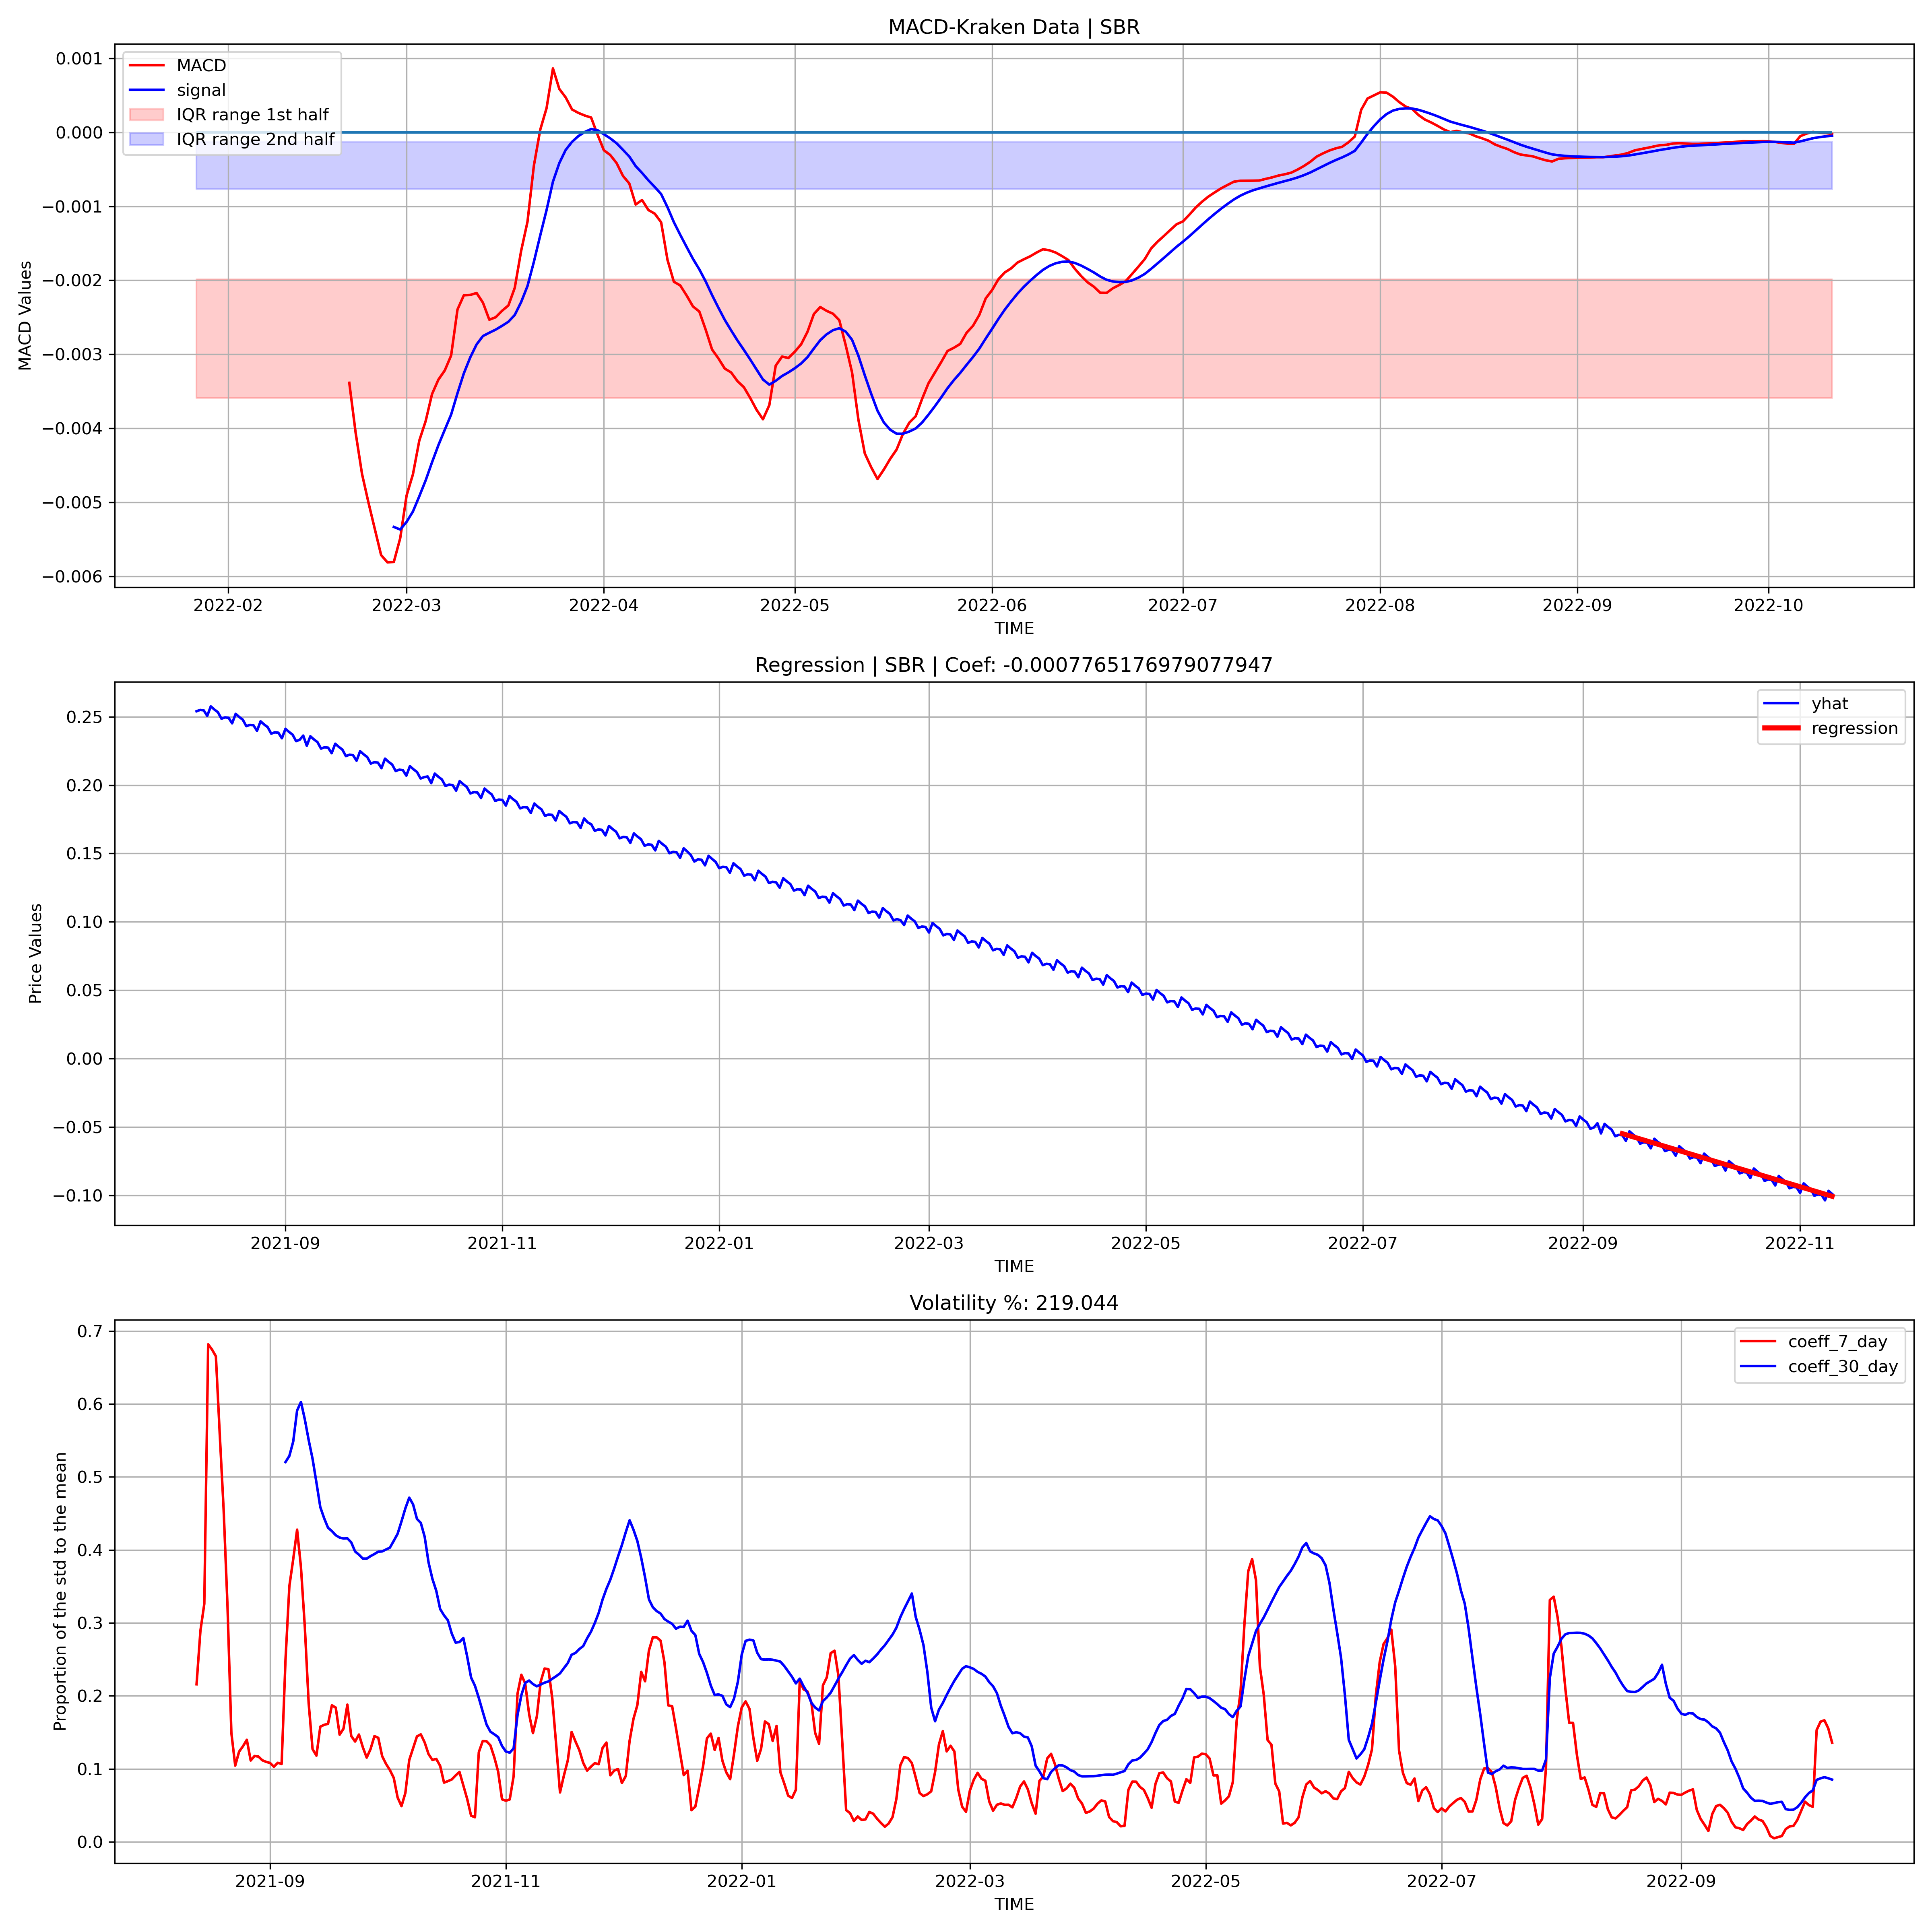 MACD-Kraken Data | SBR
MACD
signal
IQR range 1st half
IQR range 2nd half
0.001
0.000
−0.001
−0.002
−0.003
−0.004
−0.005
−0.006
MACD Values
2022-02 2022-03 2022-04 2022-05 2022-06 2022-07 2022-08 2022-09 2022-10
TIME
Regression | SBR | Coef: -0.0007765176979077947
yhat
regression
0.25
0.20
0.15
0.10
0.05
0.00
−0.05
−0.10
Price Values
2021-09 2021-11 2022-01 2022-03 2022-05 2022-07 2022-09 2022-11
TIME
Volatility %: 219.044
coeff_7_day
coeff_30_day
0.7
0.6
0.5
0.4
0.3
0.2
0.1
0.0
Proportion of the std to the mean
2021-09 2021-11 2022-01 2022-03 2022-05 2022-07 2022-09
TIME